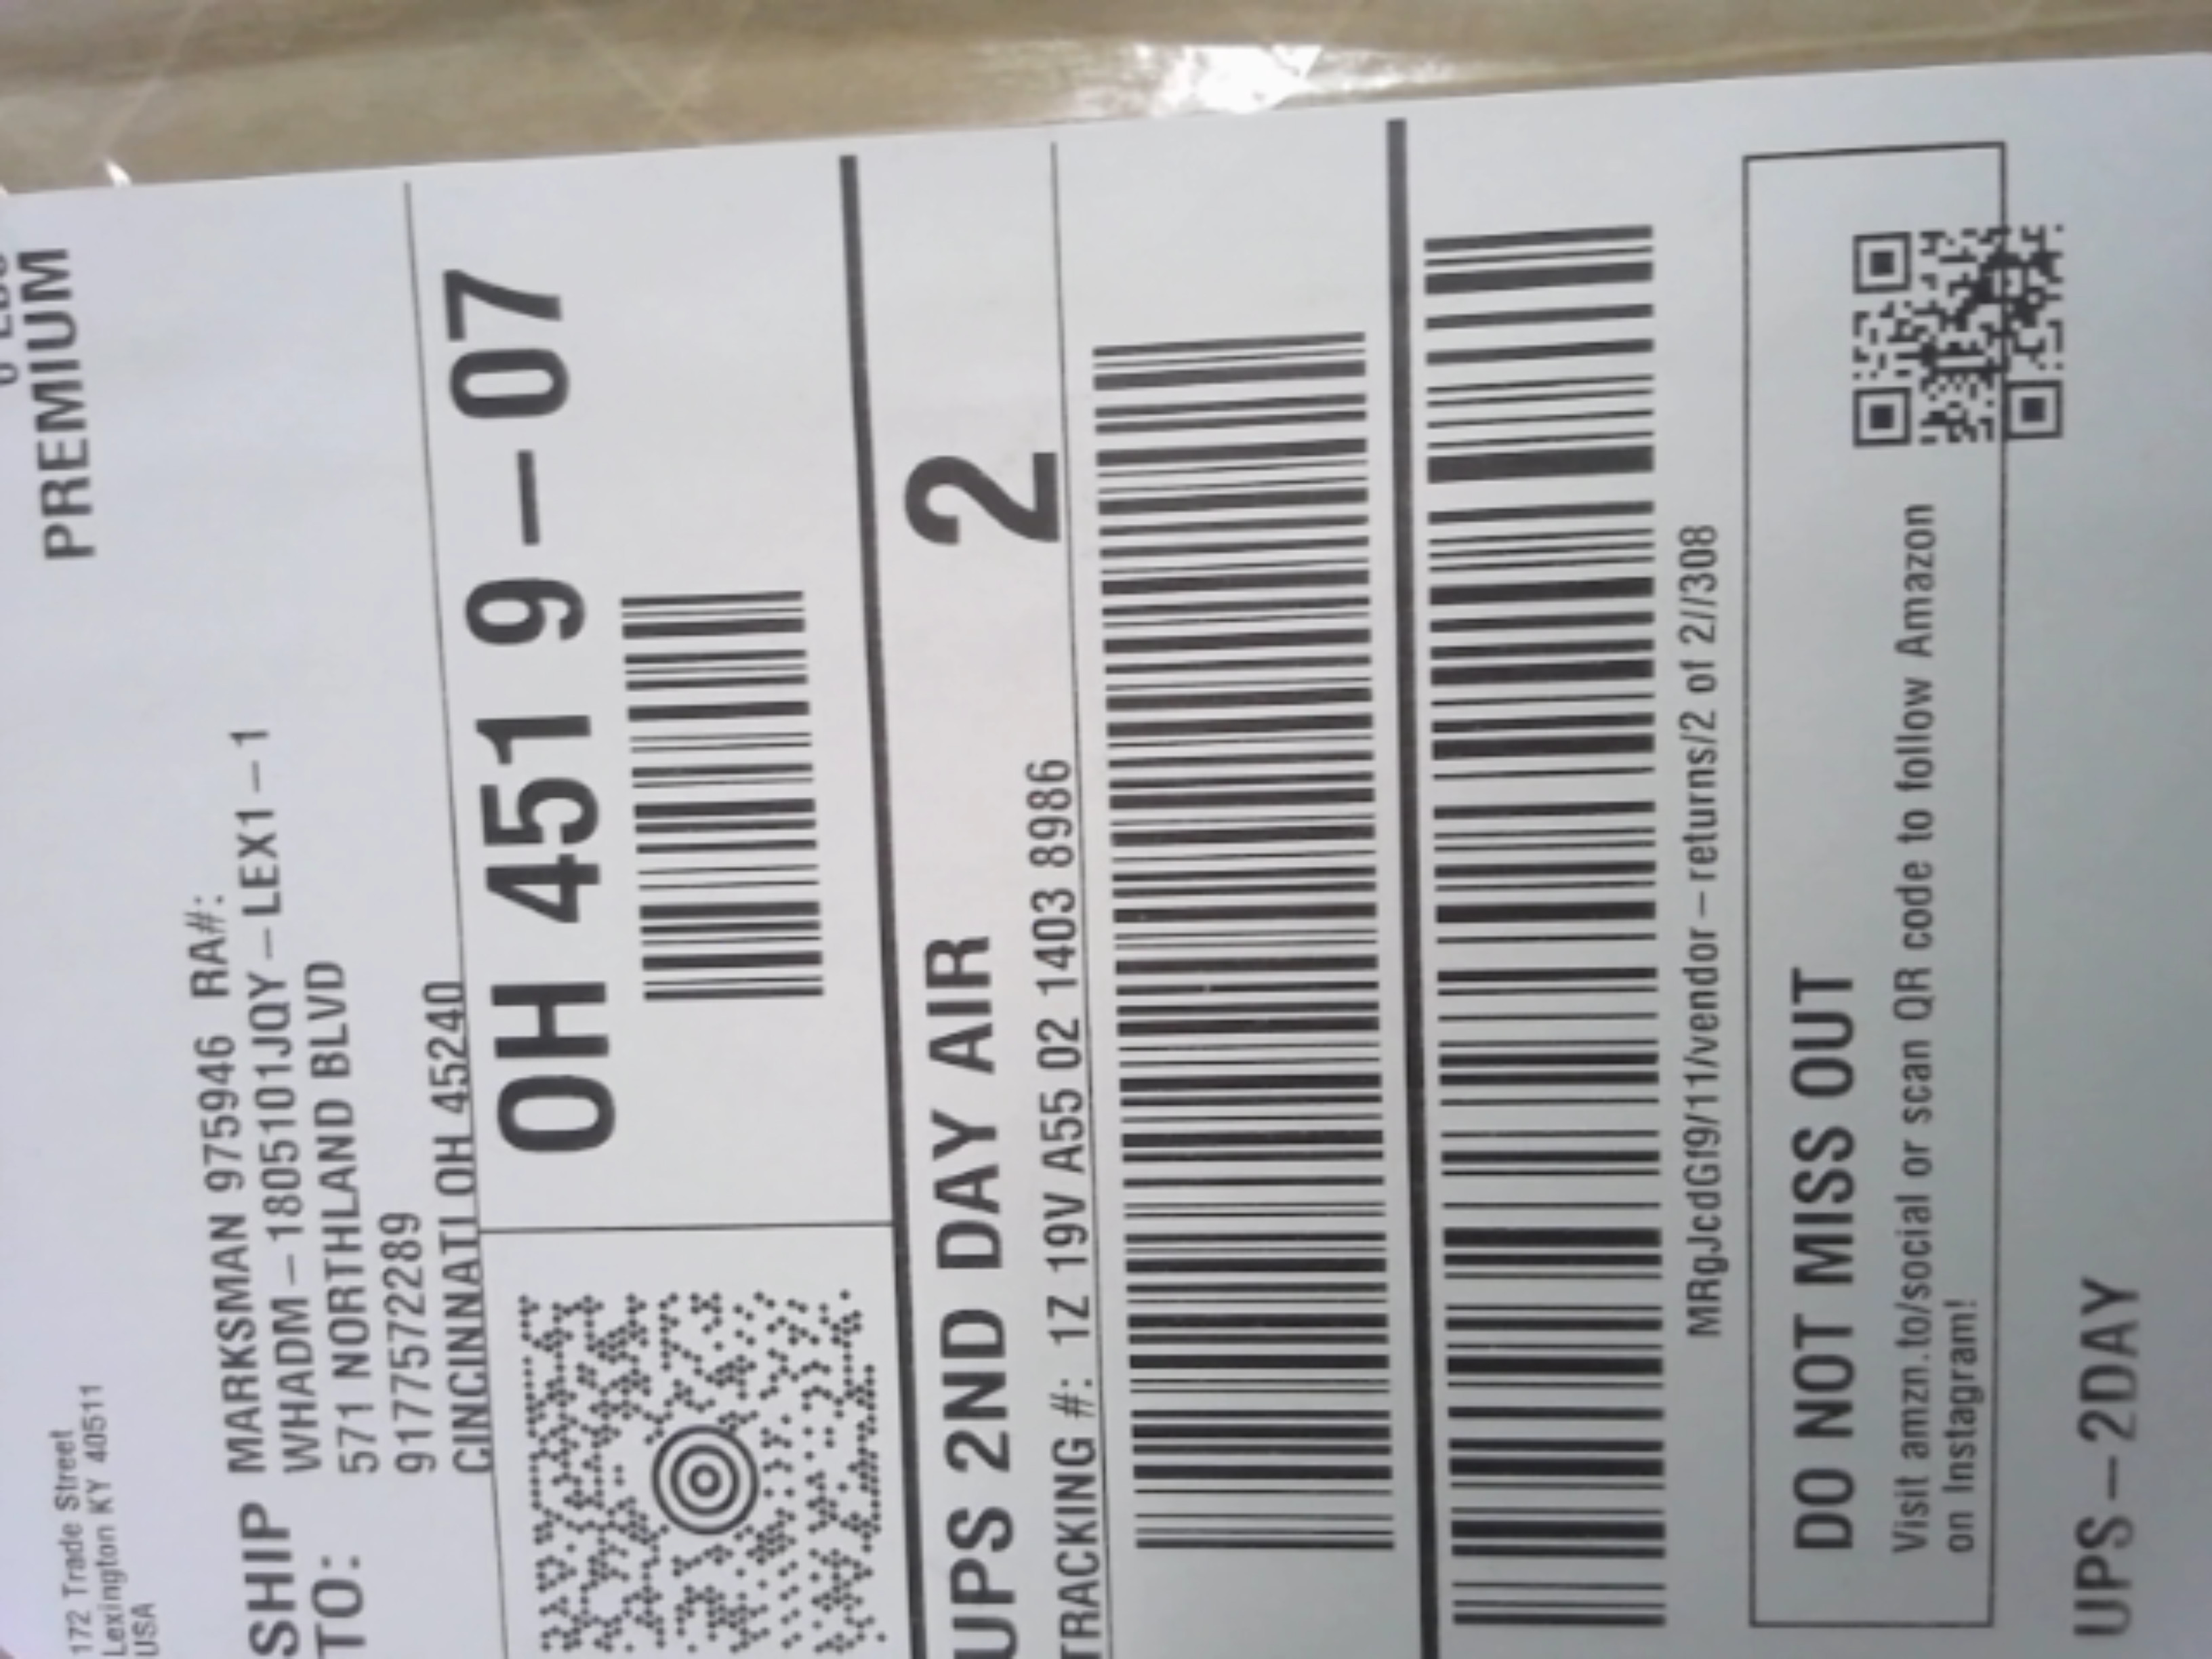 PREMIUM
172 Trade Street
Lexington KY 40511
USA
SHIP
TO:
MARKSMAN 975946 RA#:
WHADM-1805101JQY-LEX1-1
571 NORTHLAND BLVD
9177572289
CINCINNATI OH 45240
OH 451 9-07
UPS 2ND DAY AIR
2
TRACKING #: 1Z 19V A55 02 1403 8986
MRgJcdGf9/11/vendor-returns/2 of 2//308
DO NOT MISS OUT
Visit amzn.to/social or scan QR code to follow Amazon
on Instagram!
UPS-2DAY